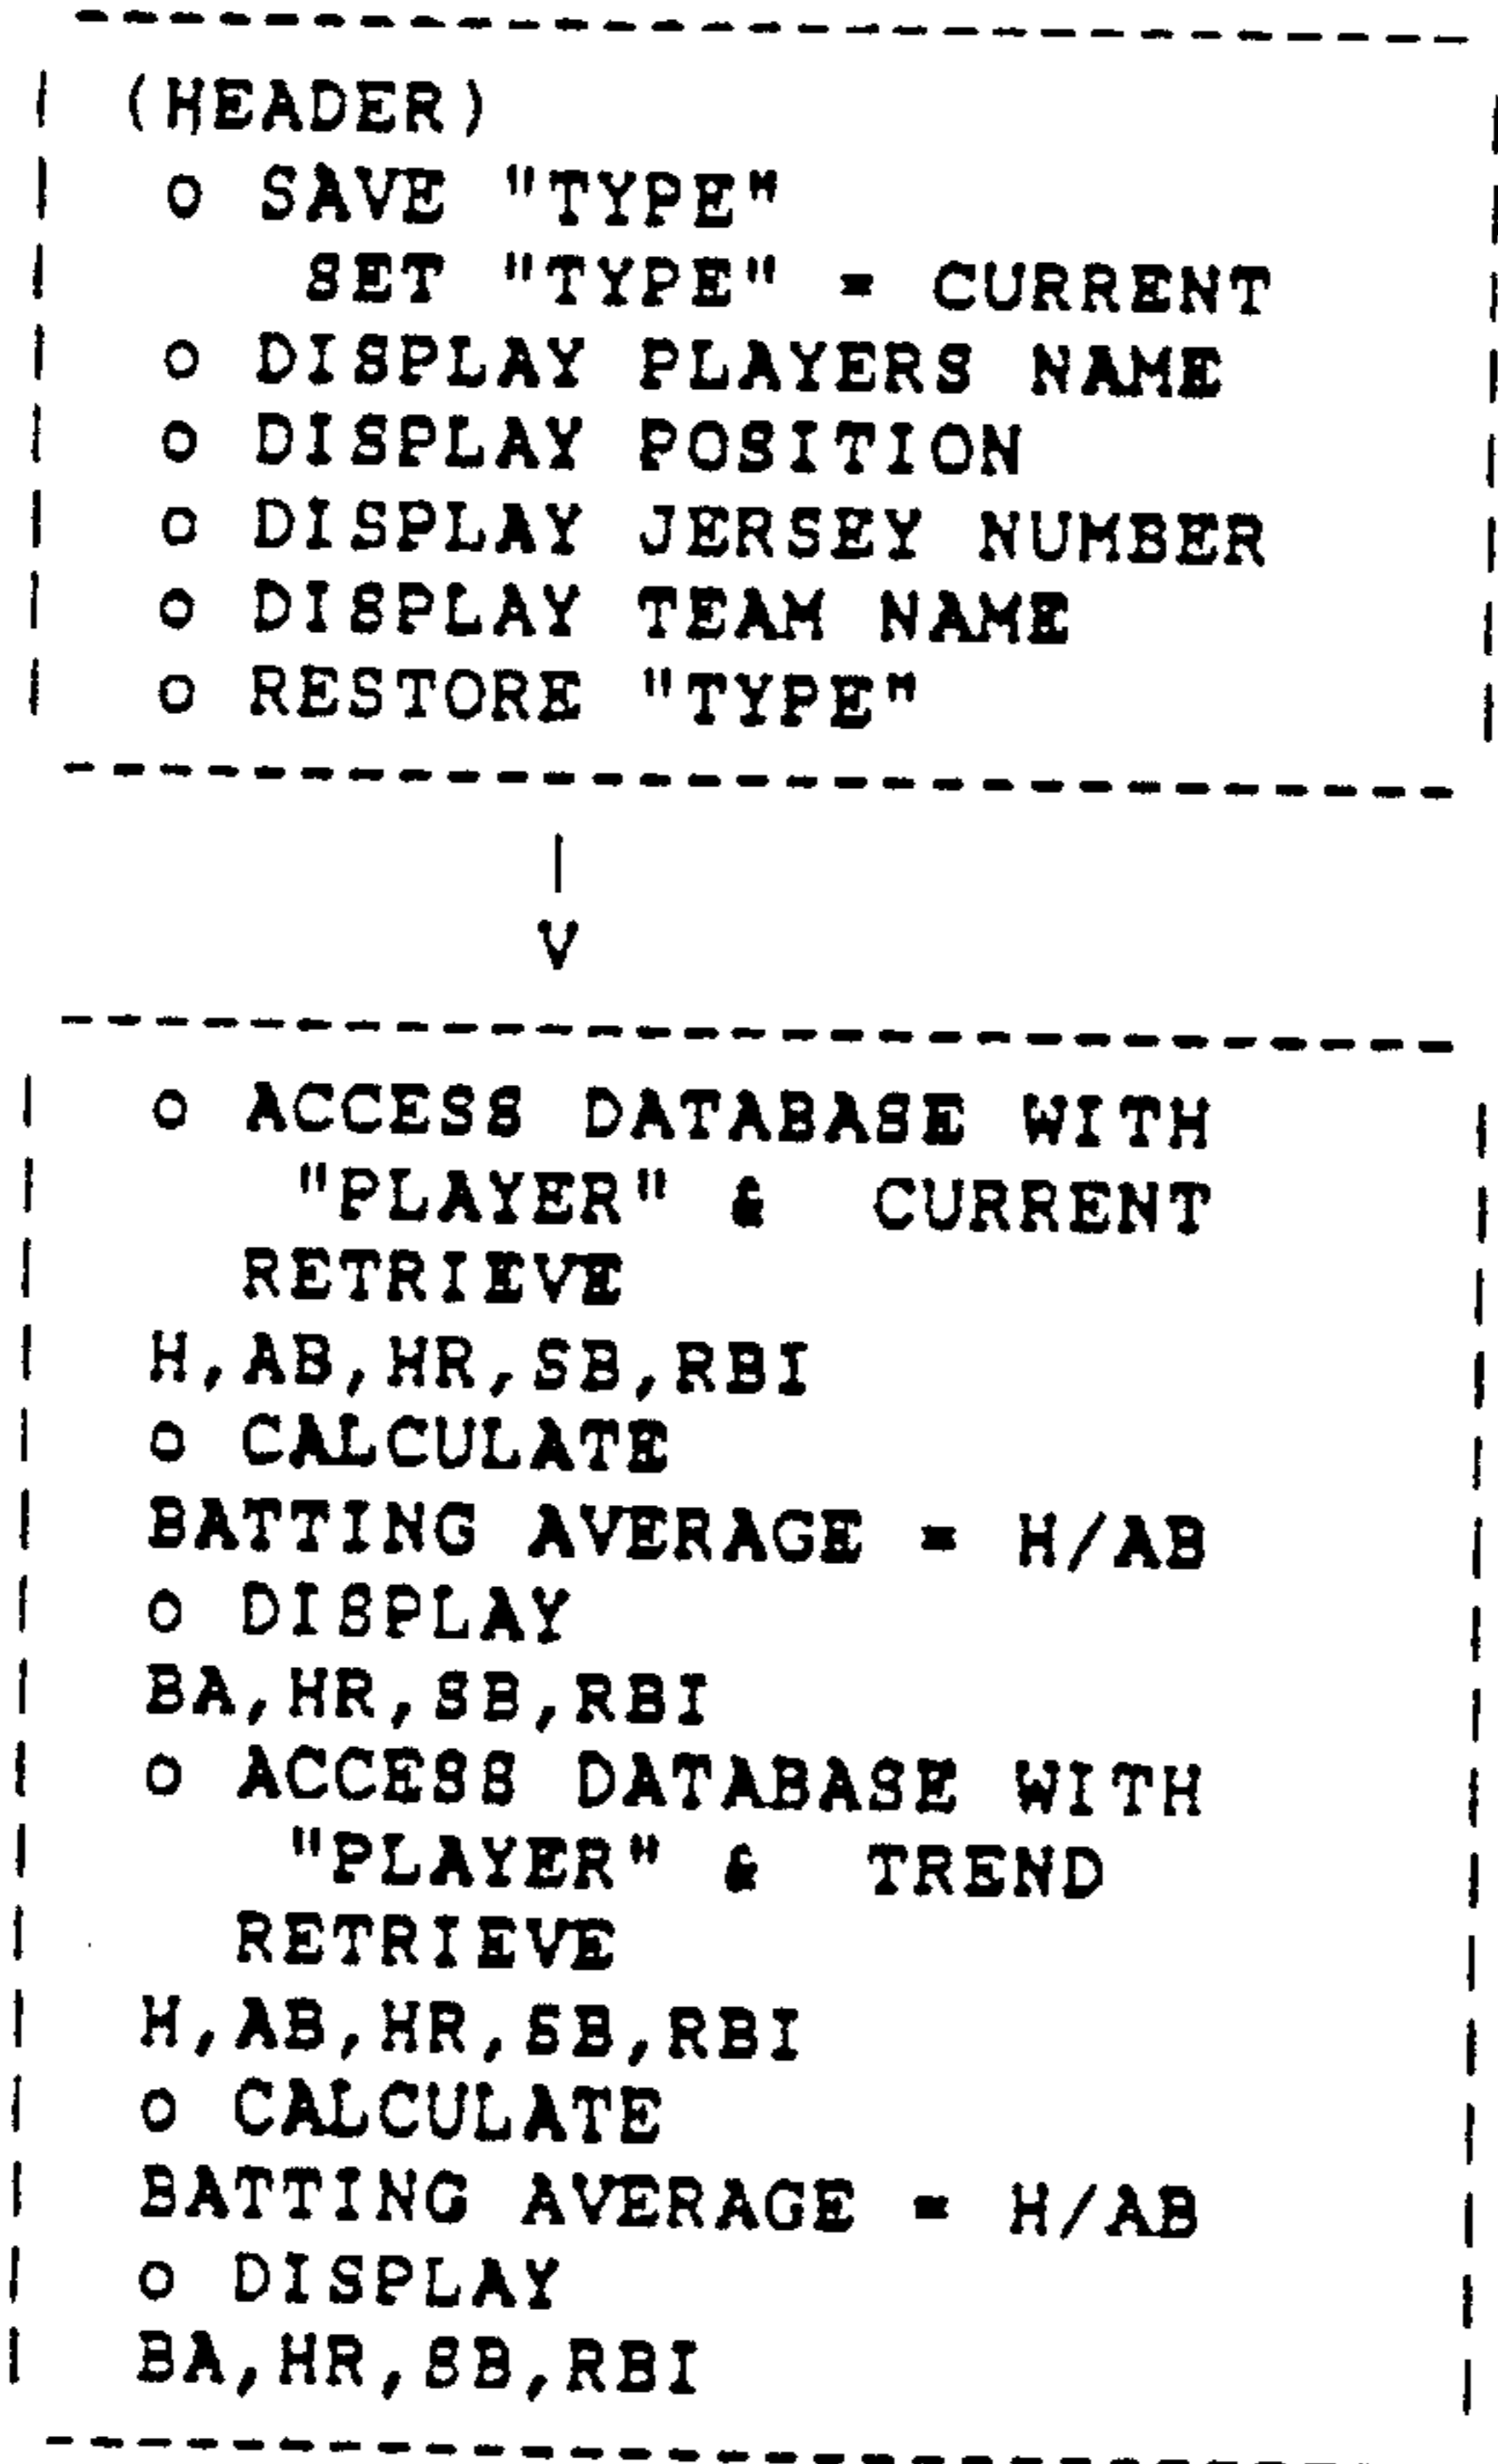 (HEADER)
o SAVE "TYPE"
SET "TYPE" = CURRENT
o DISPLAY PLAYERS NAME
o DISPLAY POSITION
o DISPLAY JERSEY NUMBER
o DISPLAY TEAM NAME
o RESTORE "TYPE"
|
V
o ACCESS DATABASE WITH
"PLAYER" & CURRENT
RETRIEVE
H,AB,HR,SB,RBI
o CALCULATE
BATTING AVERAGE = H/AB
o DISPLAY
BA,HR,SB,RBI
o ACCESS DATABASE WITH
"PLAYER" & TREND
RETRIEVE
H,AB,HR,SB,RBI
o CALCULATE
BATTING AVERAGE = H/AB
o DISPLAY
BA,HR,SB,RBI